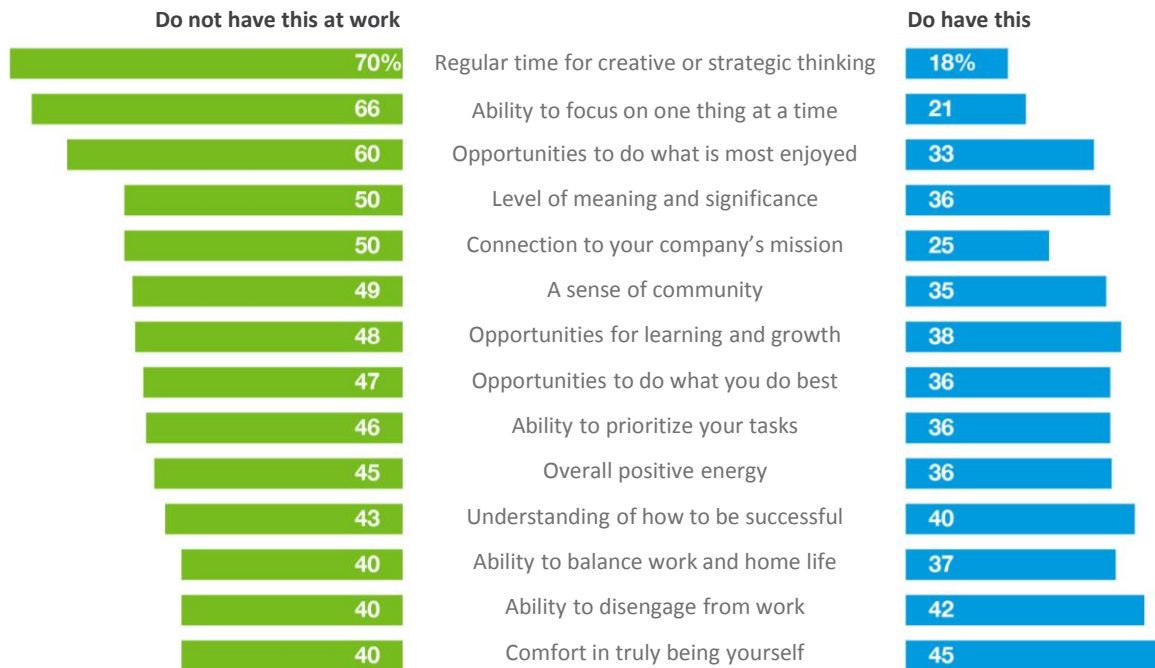 Do not have this at work Do have this
70% Regular time for creative or strategic thinking 18%
66 Ability to focus on one thing at a time 21
60 Opportunities to do what is most enjoyed 33
50 Level of meaning and significance 36
50 Connection to your company’s mission 25
49 A sense of community 35
48 Opportunities for learning and growth 38
47 Opportunities to do what you do best 36
46 Ability to prioritize your tasks 36
45 Overall positive energy 36
43 Understanding of how to be successful 40
40 Ability to balance work and home life 37
40 Ability to disengage from work 42
40 Comfort in truly being yourself 45